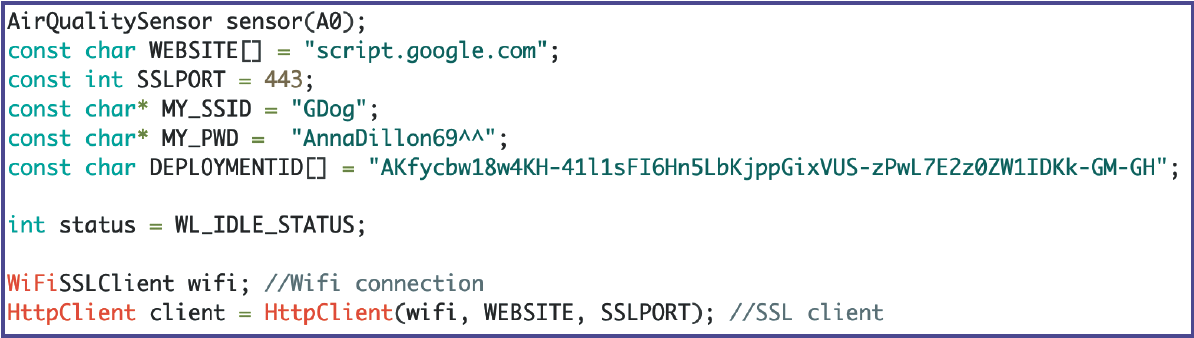 AirQualitySensor sensor(A0);
const char WEBSITE[] = "script.google.com";
const int SSLPORT = 443;
const char* MY_SSID = "GDog";
const char* MY_PWD =  "AnnaDillon69^^";
const char DEPLOYMENTID[] = "AKfycbw18w4KH-41l1sFI6Hn5LbKjppGixVUS-zPwL7E2z0ZW1IDKk-GM-GH";
int status = WL_IDLE_STATUS;
WiFiSSLClient wifi; //Wifi connection
HttpClient client = HttpClient(wifi, WEBSITE, SSLPORT); //SSL client